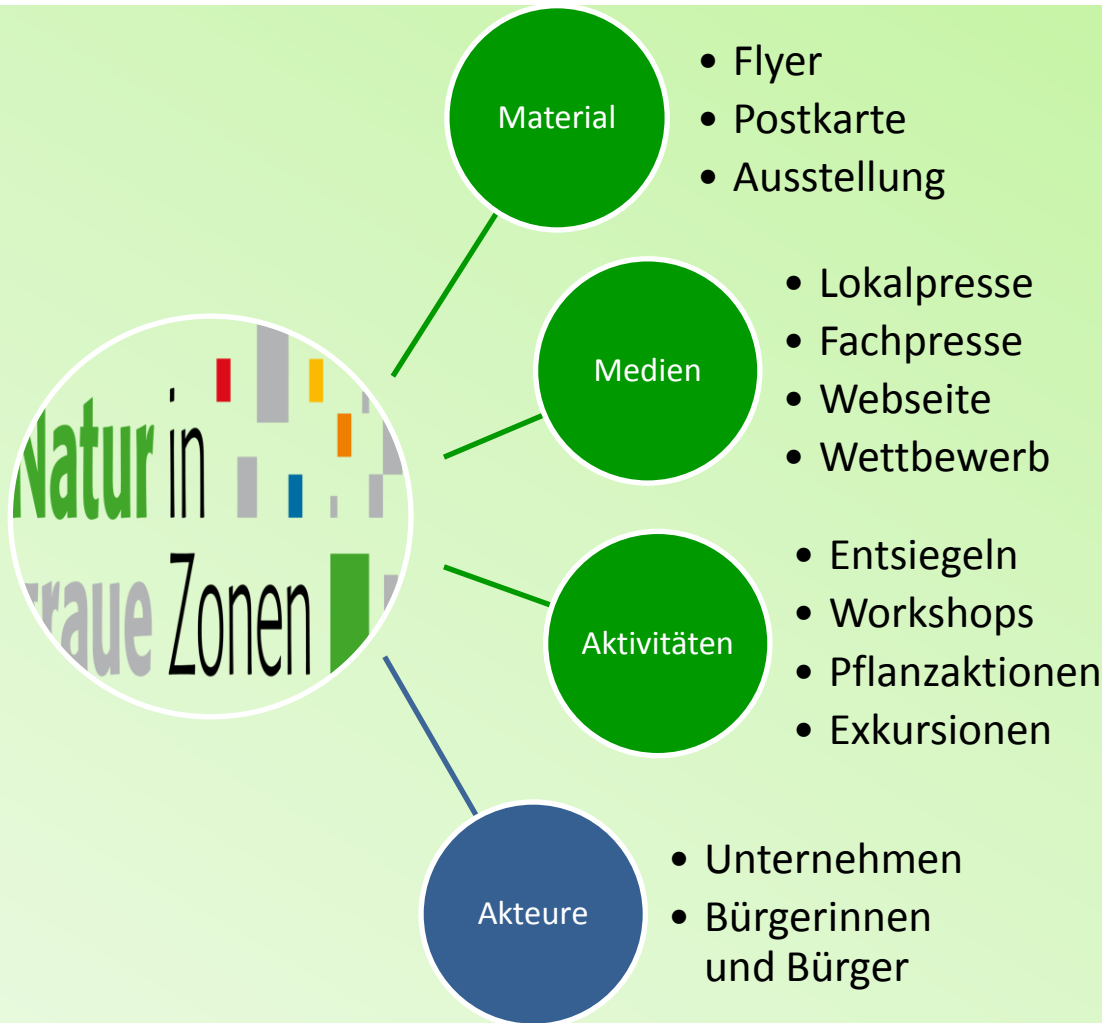 Material
• Flyer
• Postkarte
• Ausstellung
Medien
• Lokalpresse
• Fachpresse
• Webseite
• Wettbewerb
Natur in
graue Zonen
Aktivitäten
• Entsiegeln
• Workshops
• Pflanzaktionen
• Exkursionen
Akteure
• Unternehmen
• Bürgerinnen
und Bürger